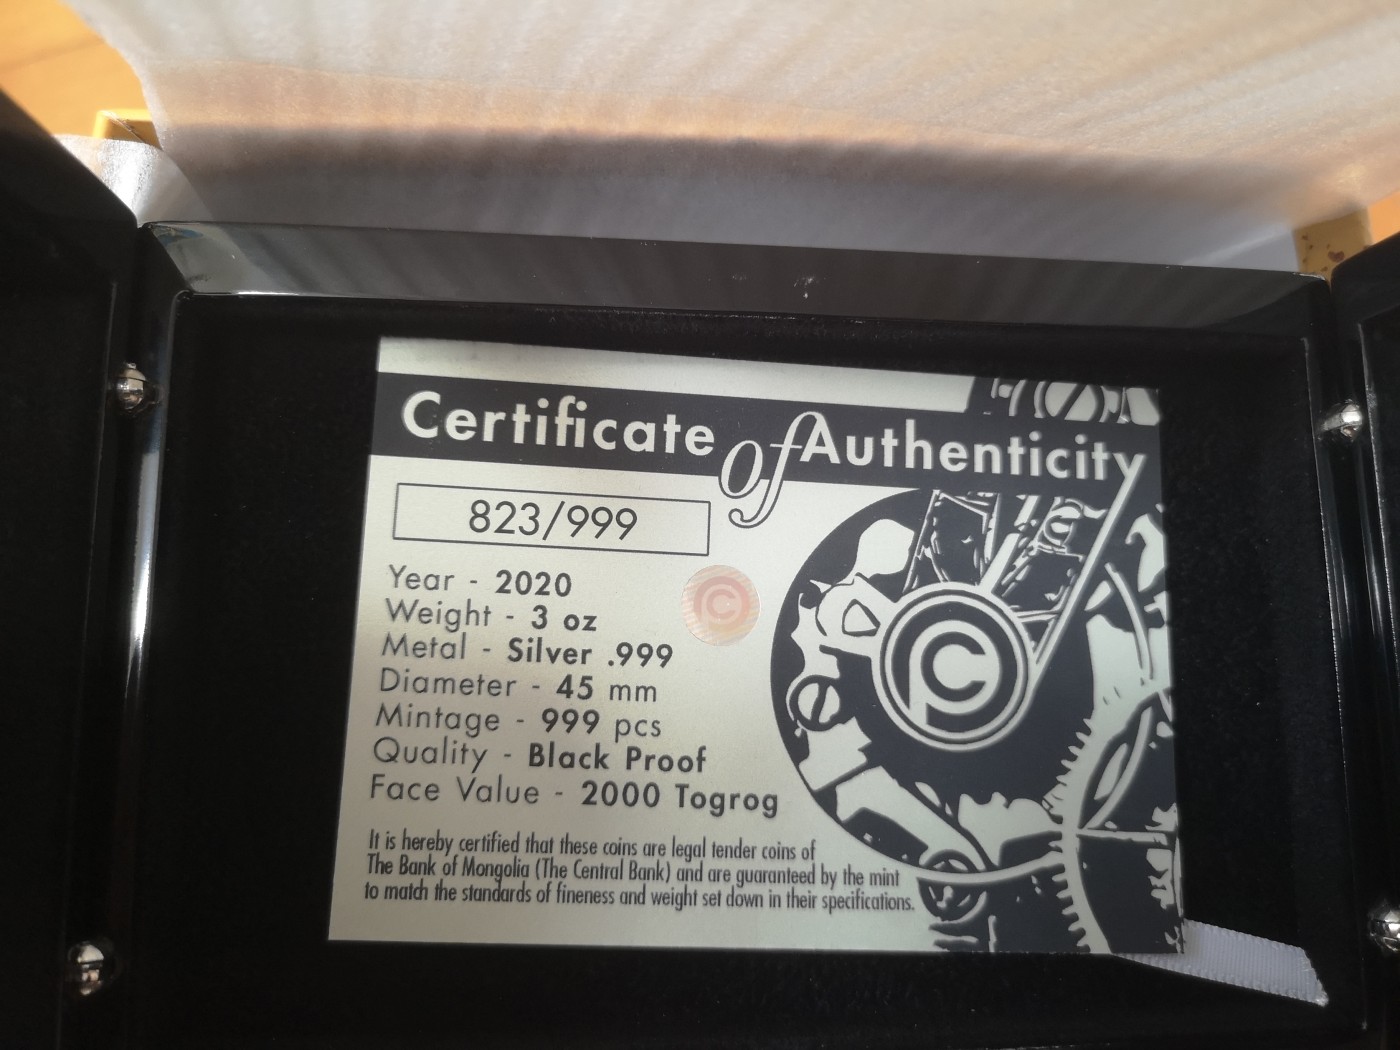 Certificate of Authenticity
823/999
Year - 2020
Weight - 3 oz
Metal - Silver .999
Diameter - 45 mm
Mintage - 999 pcs
Quality - Black Proof
Face Value - 2000 Togrog
It is hereby certified that these coins are legal tender coins of
The Bank of Mongolia (The Central Bank) and are guaranteed by the mint
to match the standards of fineness and weight set down in their specifications.